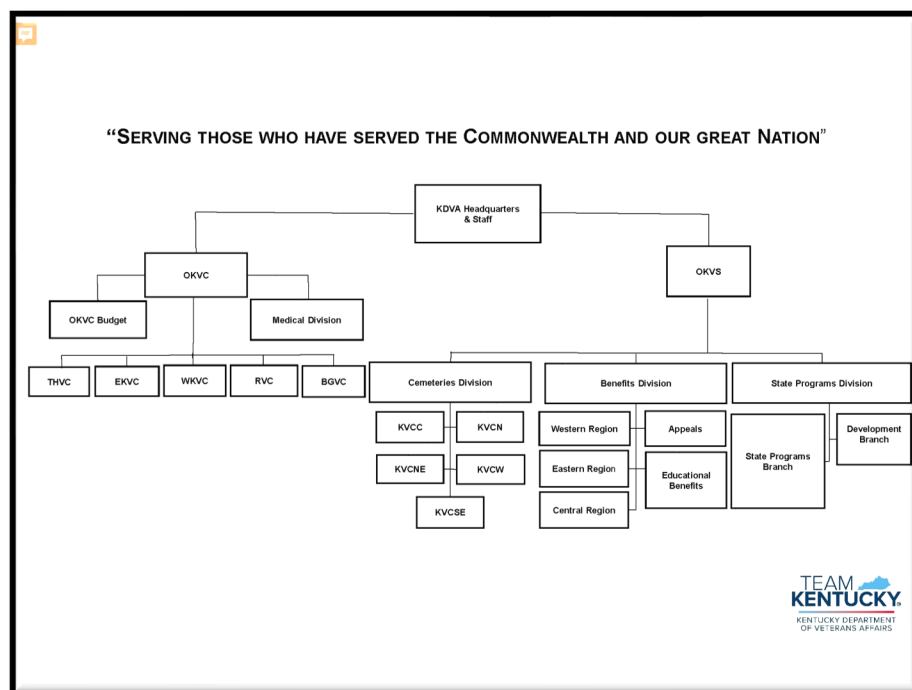 “SERVING THOSE WHO HAVE SERVED THE COMMONWEALTH AND OUR GREAT NATION”
KDVA Headquarters
& Staff
OKVC
OKVS
OKVC Budget
Medical Division
THVC
EKVC
WKVC
RVC
BGVC
Cemeteries Division
Benefits Division
State Programs Division
KVCC
KVCN
KVCNE
KVCW
KVCSE
Western Region
Appeals
Eastern Region
Educational
Benefits
Central Region
State Programs
Branch
Development
Branch
TEAM
KENTUCKY
KENTUCKY DEPARTMENT
OF VETERANS AFFAIRS